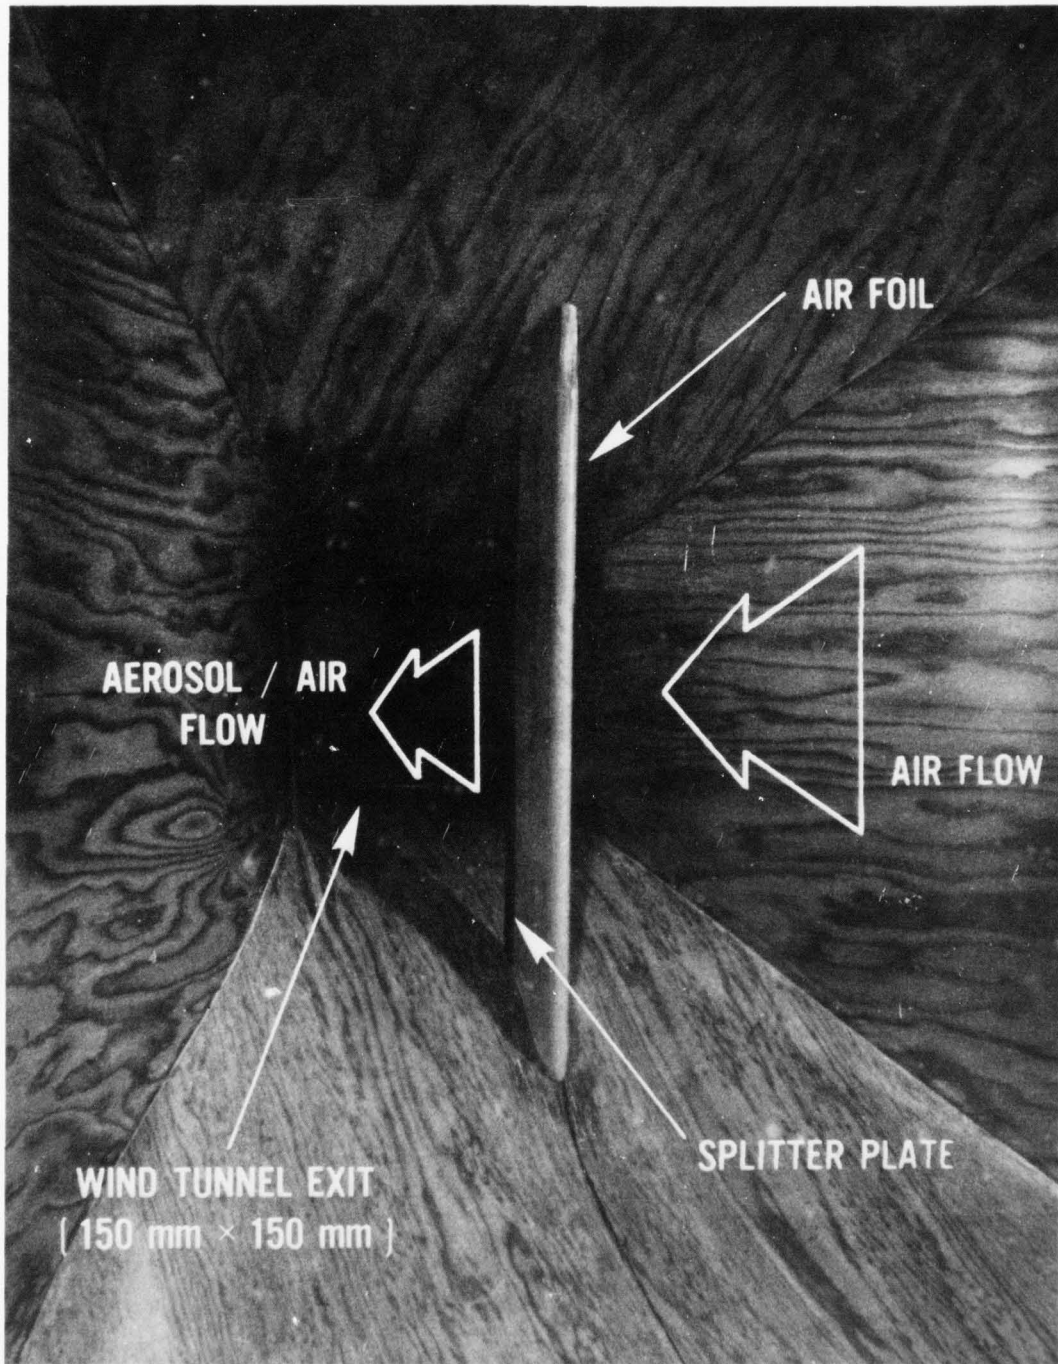 AIR FOIL
AEROSOL / AIR
FLOW
AIR FLOW
SPLITTER PLATE
WIND TUNNEL EXIT
( 150 mm × 150 mm )